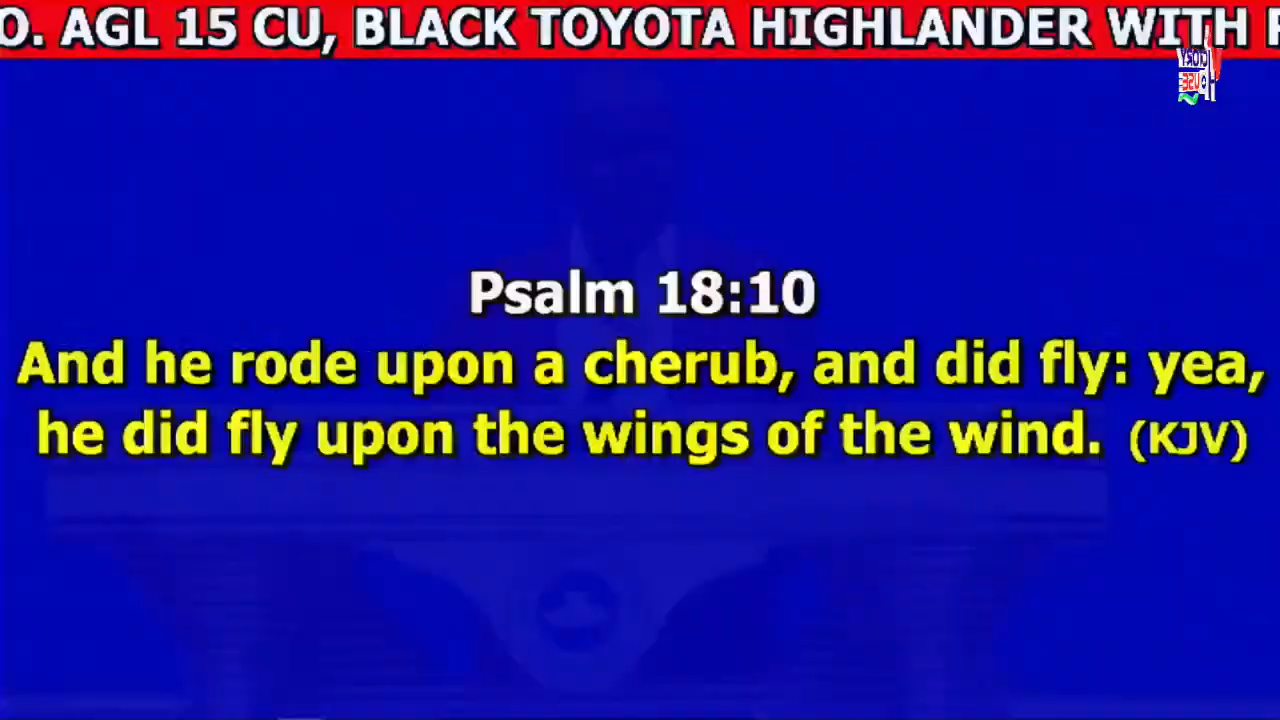 O. AGL 15 CU, BLACK TOYOTA HIGHLANDER WITH
Psalm 18:10
And he rode upon a cherub, and did fly: yea,
he did fly upon the wings of the wind. (KJV)